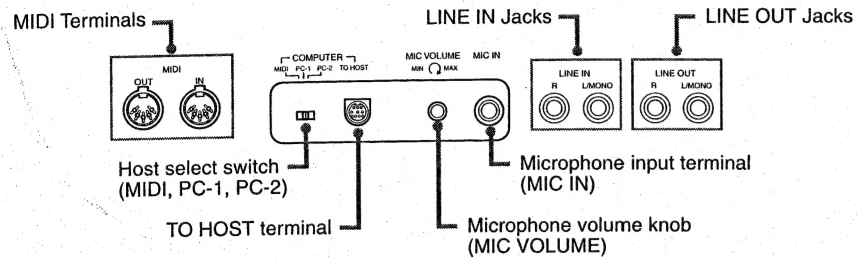 MIDI Terminals
LINE IN Jacks
LINE OUT Jacks
MIDI
OUT IN
COMPUTER
MIDI PC-1 PC-2 TO HOST
MIC VOLUME
MIN MAX
MIC IN
LINE IN
R L/MONO
LINE OUT
R L/MONO
Host select switch
(MIDI, PC-1, PC-2)
TO HOST terminal
Microphone input terminal
(MIC IN)
Microphone volume knob
(MIC VOLUME)